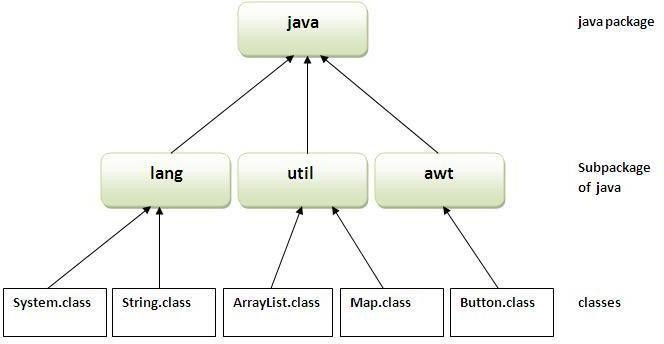 java
java package
lang
util
awt
Subpackage
of java
System.class
String.class
ArrayList.class
Map.class
Button.class
classes